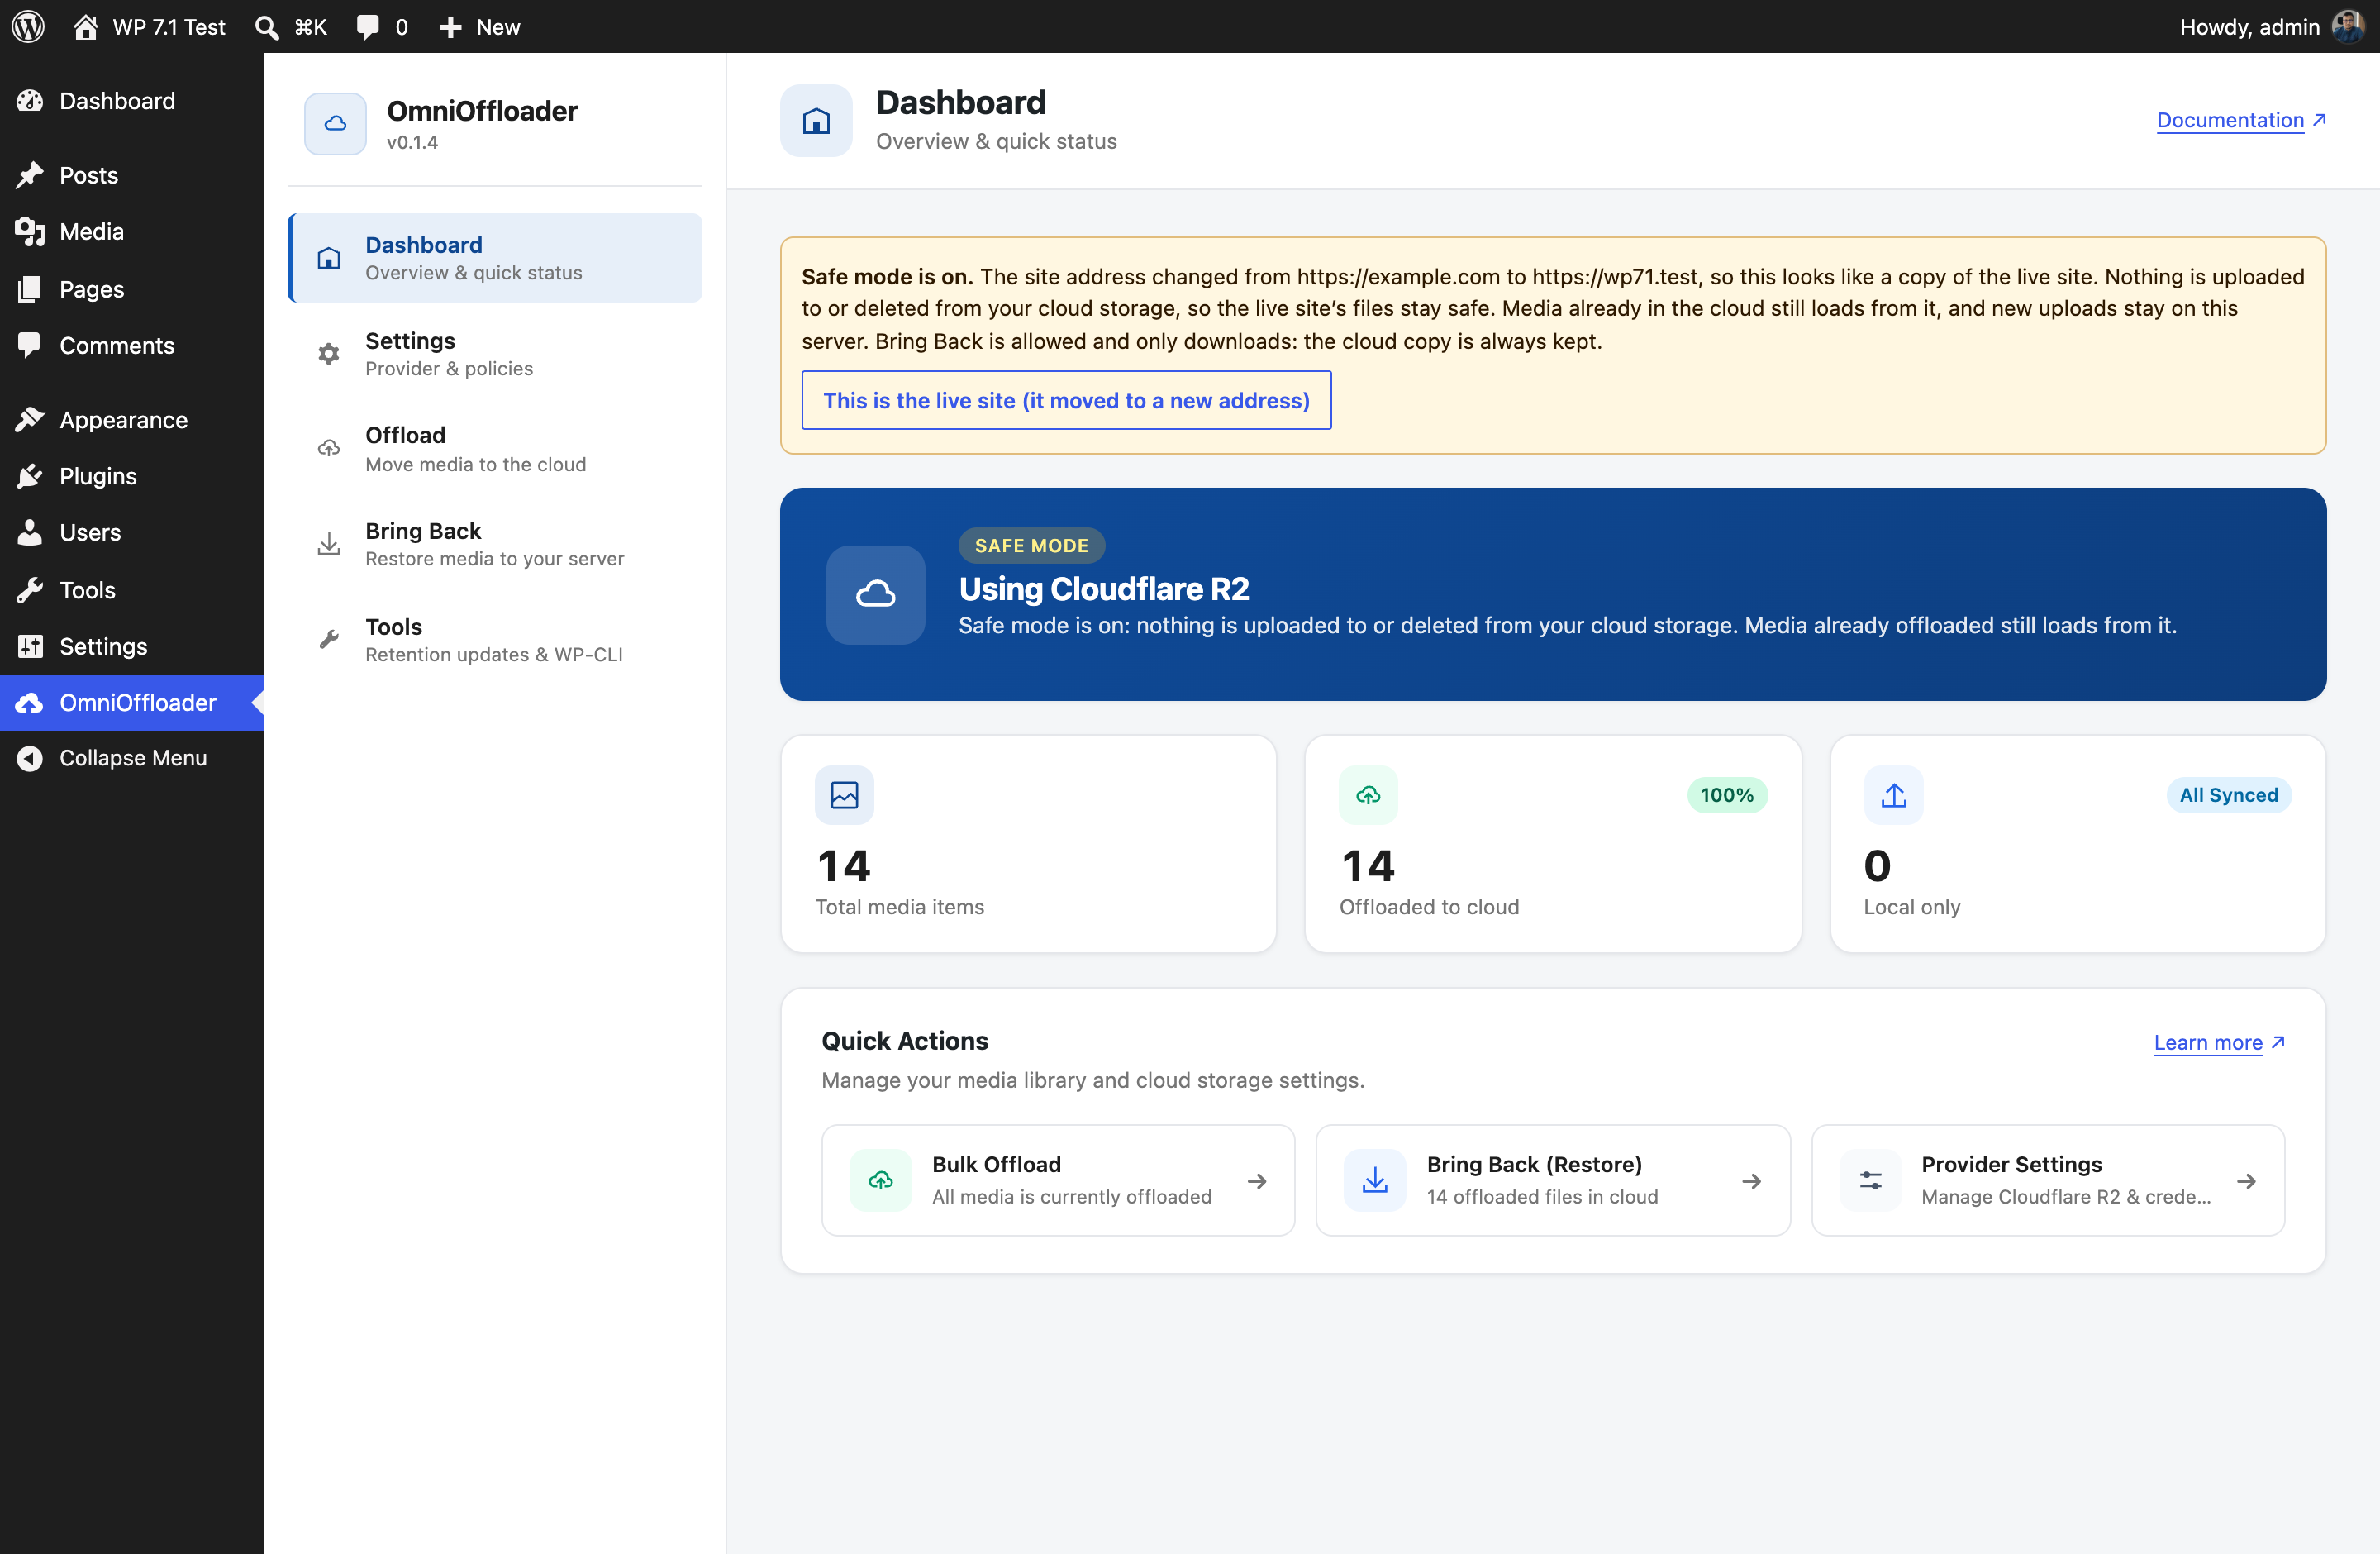 WP 7.1 Test
⌘K
0
New
Howdy, admin
Dashboard
Posts
Media
Pages
Comments
Appearance
Plugins
Users
Tools
Settings
OmniOffloader
Collapse Menu
OmniOffloader
v0.1.4
Dashboard
Overview & quick status
Settings
Provider & policies
Offload
Move media to the cloud
Bring Back
Restore media to your server
Tools
Retention updates & WP-CLI
Dashboard
Overview & quick status
Documentation ↗
Safe mode is on. The site address changed from https://example.com to https://wp71.test, so this looks like a copy of the live site. Nothing is uploaded
to or deleted from your cloud storage, so the live site’s files stay safe. Media already in the cloud still loads from it, and new uploads stay on this
server. Bring Back is allowed and only downloads: the cloud copy is always kept.
This is the live site (it moved to a new address)
SAFE MODE
Using Cloudflare R2
Safe mode is on: nothing is uploaded to or deleted from your cloud storage. Media already offloaded still loads from it.
14
Total media items
100%
14
Offloaded to cloud
All Synced
0
Local only
Quick Actions
Learn more ↗
Manage your media library and cloud storage settings.
Bulk Offload
All media is currently offloaded
Bring Back (Restore)
14 offloaded files in cloud
Provider Settings
Manage Cloudflare R2 & crede...